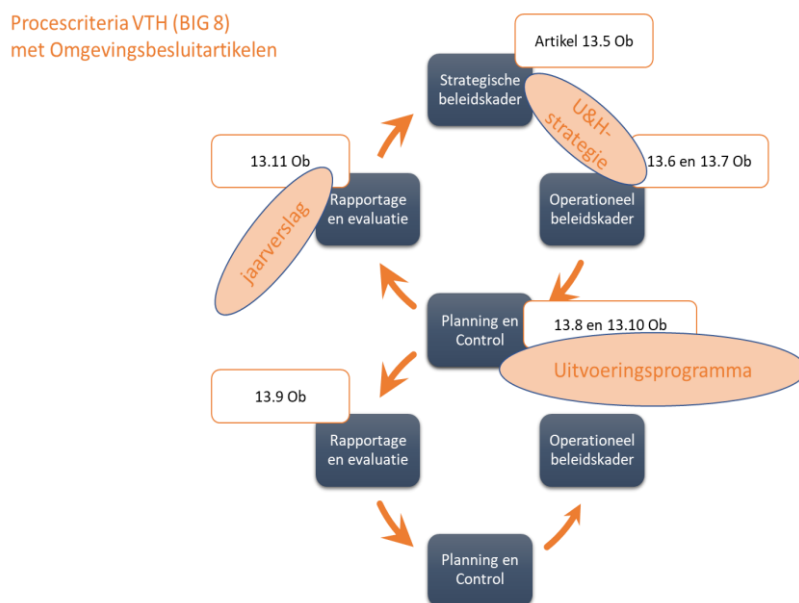 Procescriteria VTH (BIG 8)
met Omgevingsbesluitartikelen
Artikel 13.5 Ob
Strategische
beleidskader
U&H-
strategie
13.11 Ob
13.6 en 13.7 Ob
jaarverslag
Rapportage
en evaluatie
Operationeel
beleidskader
Planning en
Control
13.8 en 13.10 Ob
Uitvoeringsprogramma
13.9 Ob
Rapportage
en evaluatie
Operationeel
beleidskader
Planning en
Control